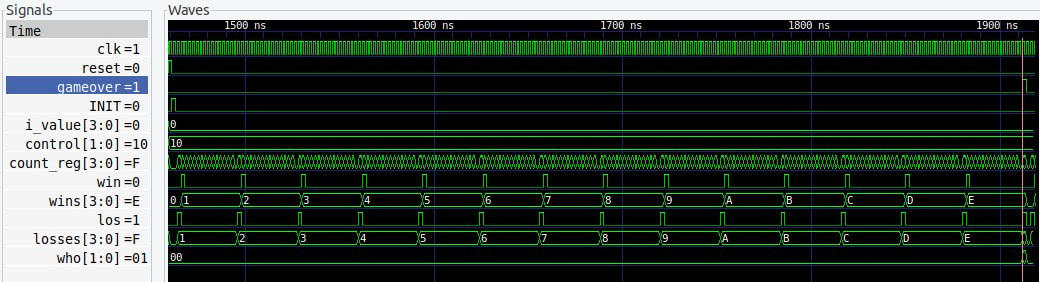 Signals
Waves
Time
1500 ns 1600 ns 1700 ns 1800 ns 1900 ns
clk=1
reset=0
gameover=1
INIT=0
i_value[3:0]=0 0
control[1:0]=10 10
count_reg[3:0]=F
win=0
wins[3:0]=E 0 1 2 3 4 5 6 7 8 9 A B C D E
los=1
losses[3:0]=F 1 2 3 4 5 6 7 8 9 A B C D E
who[1:0]=01 00